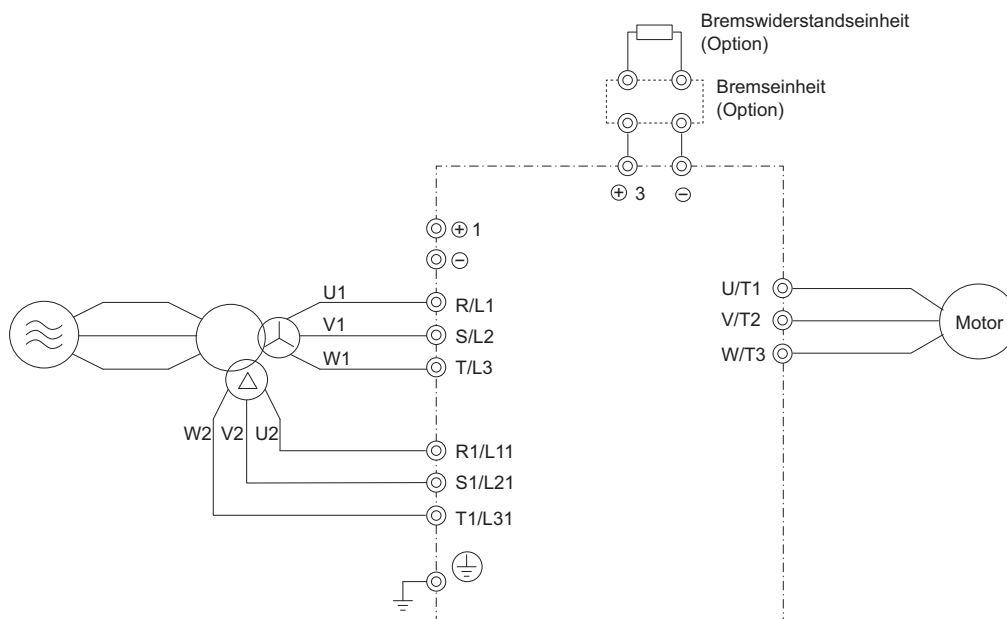 Bremswiderstandseinheit
(Option)
Bremseinheit
(Option)
⊕ 3
⊖
⊕ 1
⊖
U1
R/L1
V1
S/L2
W1
T/L3
U/T1
V/T2
W/T3
Motor
W2
V2
U2
R1/L11
S1/L21
T1/L31